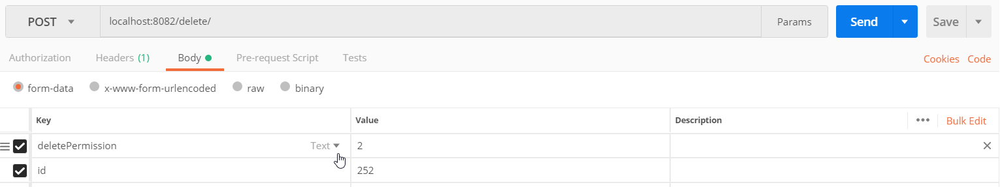 POST localhost:8082/delete/ Params Send Save
Authorization Headers (1) Body Pre-request Script Tests Cookies Code
form-data x-www-form-urlencoded raw binary
Key Value Description ••• Bulk Edit
deletePermission Text 2
id 252